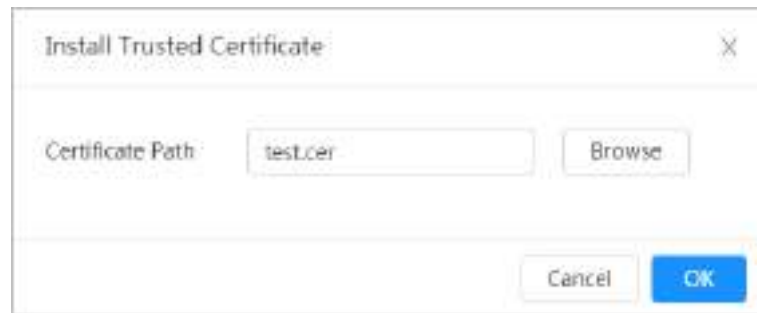 Install Trusted Certificate
Certificate Path test.cer Browse
Cancel OK